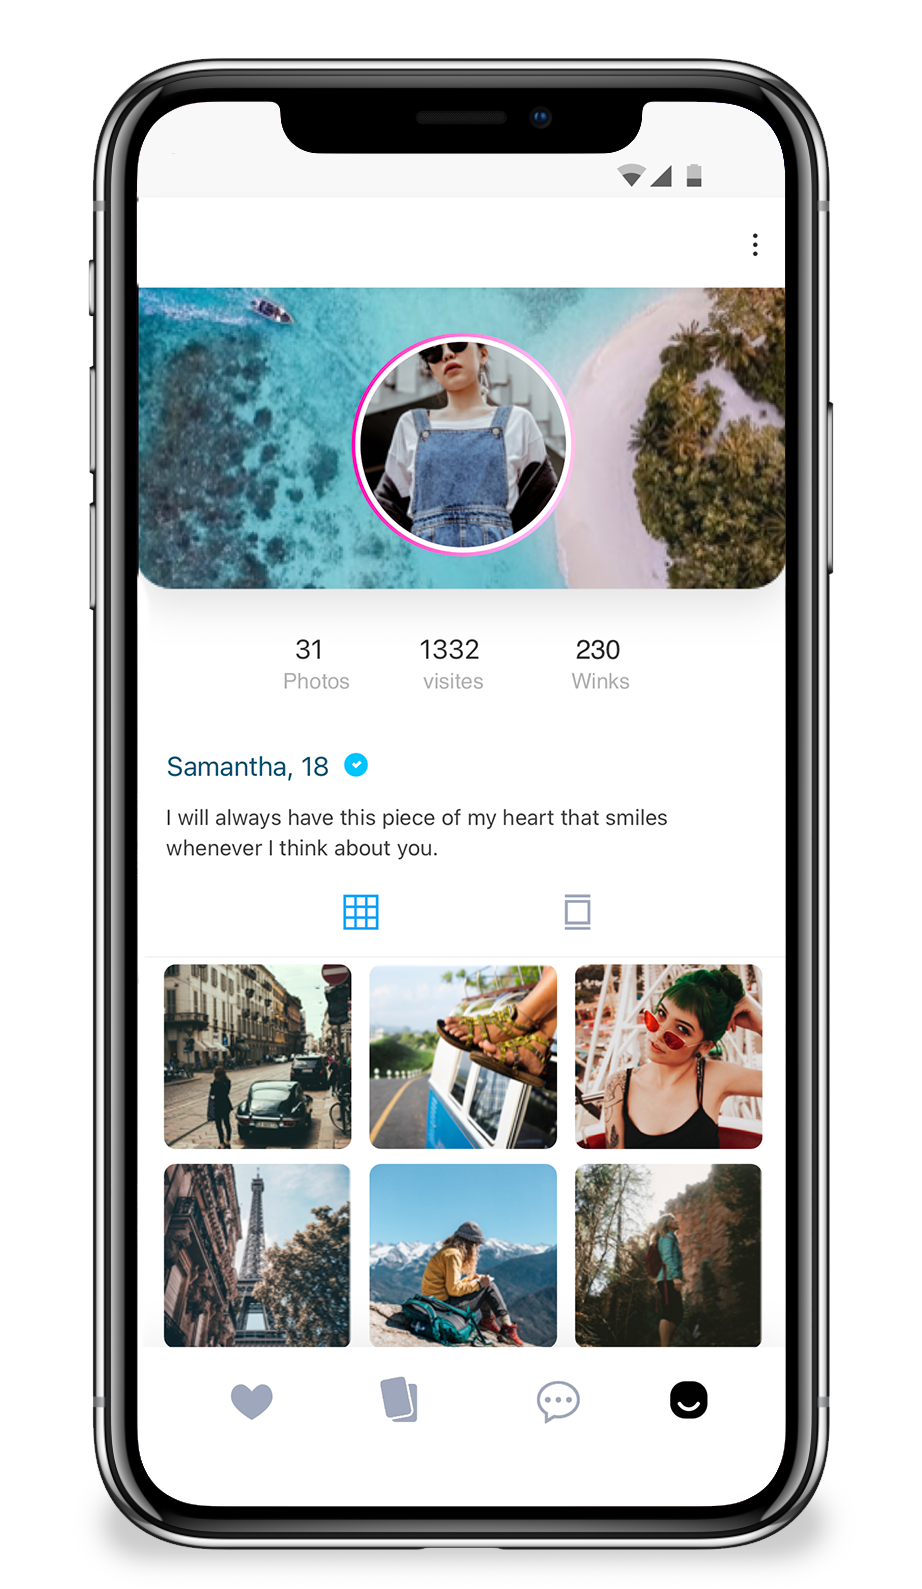 31 1332 230
Photos visites Winks
Samantha, 18
I will always have this piece of my heart that smiles
whenever I think about you.